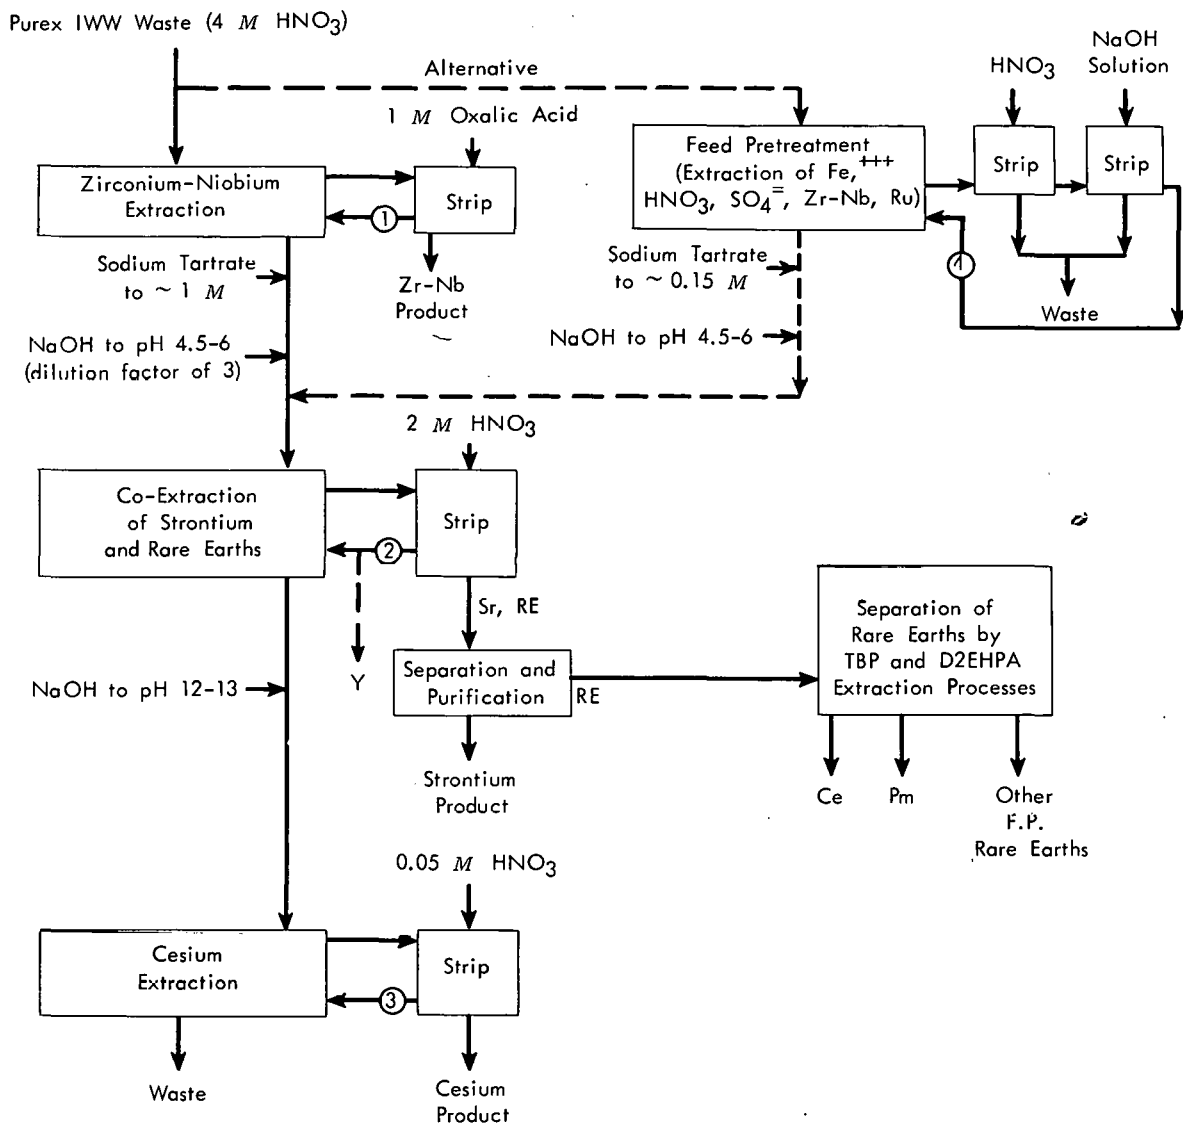 Purex IWW Waste (4 M HNO3)
Alternative
1 M Oxalic Acid
HNO3
NaOH
Solution
Zirconium-Niobium
Extraction
Strip
1
Zr-Nb
Product
Feed Pretreatment
(Extraction of Fe,+++
HNO3, SO4=, Zr-Nb, Ru)
Strip
Strip
1
Waste
Sodium Tartrate
to ~ 1 M
NaOH to pH 4.5-6
(dilution factor of 3)
Sodium Tartrate
to ~ 0.15 M
NaOH to pH 4.5-6
2 M HNO3
Co-Extraction
of Strontium
and Rare Earths
Strip
2
Y
Sr, RE
Separation and
Purification
RE
Strontium
Product
Separation of
Rare Earths by
TBP and D2EHPA
Extraction Processes
Ce
Pm
Other
F.P.
Rare Earths
NaOH to pH 12-13
0.05 M HNO3
Cesium
Extraction
Strip
3
Waste
Cesium
Product